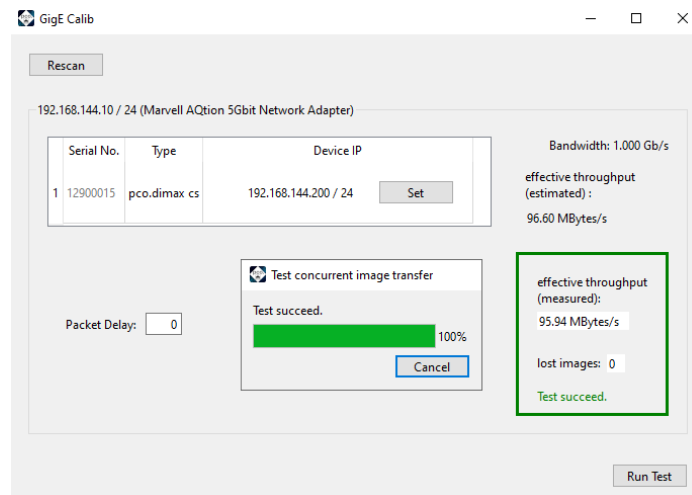 GigE Calib
Rescan
192.168.144.10 / 24 (Marvell AQtion 5Gbit Network Adapter)
Serial No. Type Device IP
1 12900015 pco.dimax cs 192.168.144.200 / 24 Set
Bandwidth: 1.000 Gb/s
effective throughput
(estimated) :
96.60 MBytes/s
Packet Delay: 0
Test concurrent image transfer
Test succeed.
100%
Cancel
effective throughput
(measured):
95.94 MBytes/s
lost images: 0
Test succeed.
Run Test